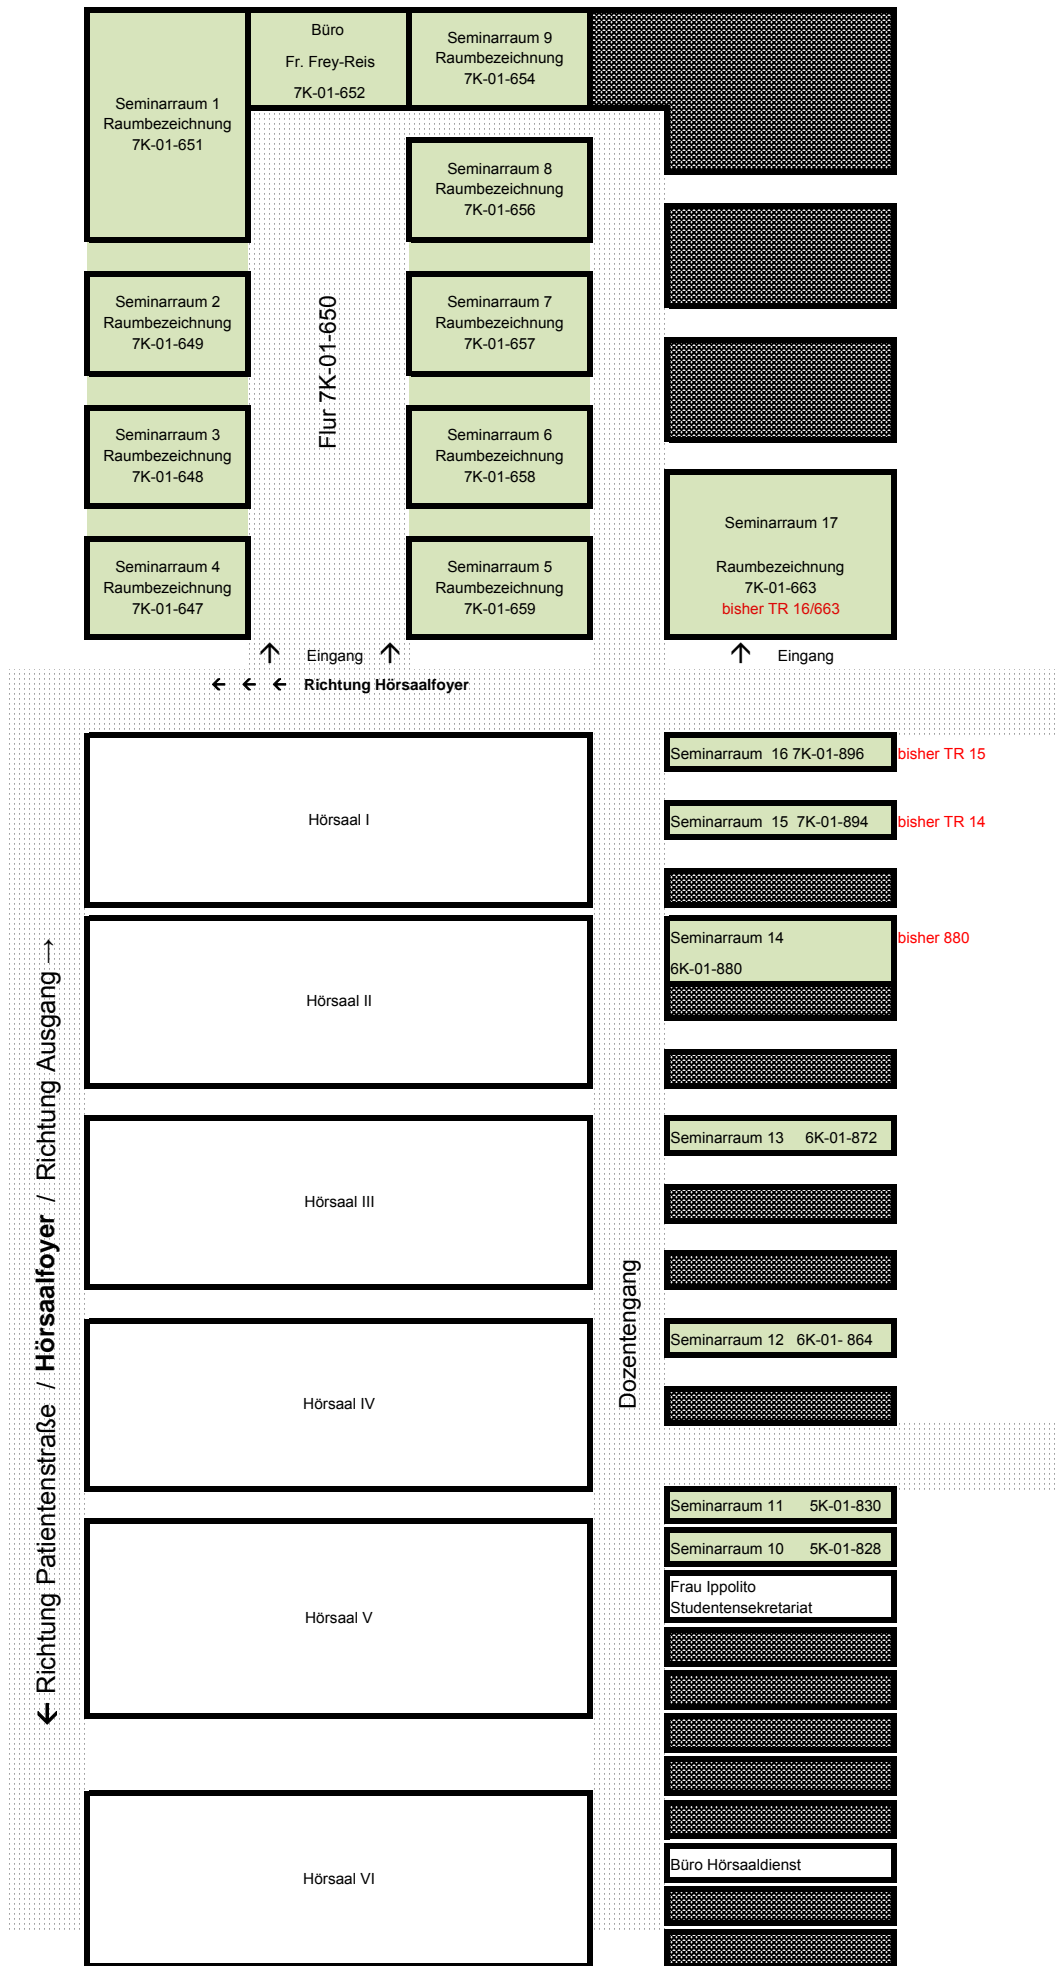 Seminarraum 1
Raumbezeichnung
7K-01-651
Büro
Fr. Frey-Reis
7K-01-652
Seminarraum 9
Raumbezeichnung
7K-01-654
Seminarraum 8
Raumbezeichnung
7K-01-656
Seminarraum 2
Raumbezeichnung
7K-01-649
Flur 7K-01-650
Seminarraum 7
Raumbezeichnung
7K-01-657
Seminarraum 3
Raumbezeichnung
7K-01-648
Seminarraum 6
Raumbezeichnung
7K-01-658
Seminarraum 4
Raumbezeichnung
7K-01-647
Seminarraum 5
Raumbezeichnung
7K-01-659
Seminarraum 17
Raumbezeichnung
7K-01-663
bisher TR 16/663
↑ Eingang ↑
↑ Eingang
← ← ← Richtung Hörsaalfoyer
Hörsaal I
Seminarraum 16 7K-01-896 bisher TR 15
Seminarraum 15 7K-01-894 bisher TR 14
Hörsaal II
Seminarraum 14 bisher 880
6K-01-880
Hörsaal III
Seminarraum 13 6K-01-872
← Richtung Patientenstraße / Hörsaalfoyer / Richtung Ausgang →
Dozentengang
Hörsaal IV
Seminarraum 12 6K-01- 864
Seminarraum 11 5K-01-830
Seminarraum 10 5K-01-828
Frau Ippolito
Studentensekretariat
Hörsaal V
Büro Hörsaaldienst
Hörsaal VI